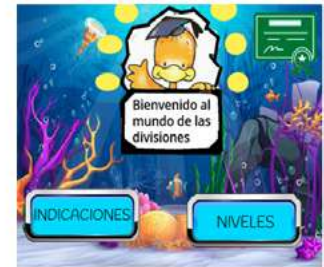 Bienvenido al
mundo de las
divisiones
INDICACIONES
NIVELES